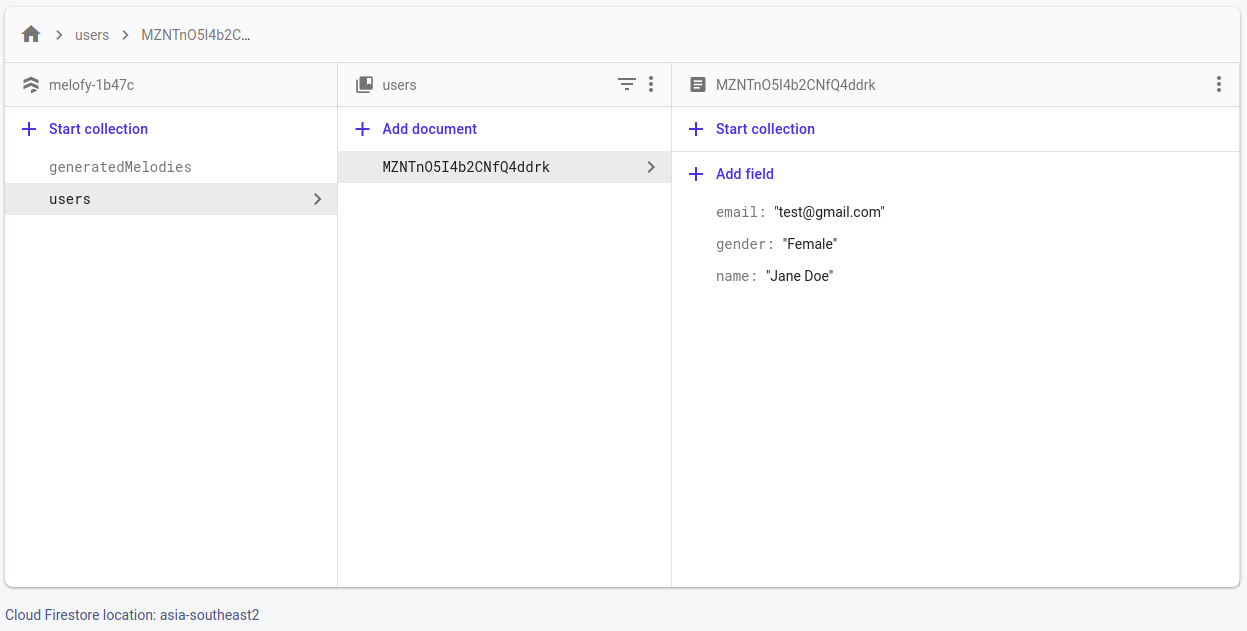 users
MZNTnO5I4b2C...
melofy-1b47c
Start collection
generatedMelodies
users
users
Add document
MZNTnO5I4b2CNfQ4ddrk
MZNTnO5I4b2CNfQ4ddrk
Start collection
Add field
email: "test@gmail.com"
gender: "Female"
name: "Jane Doe"
Cloud Firestore location: asia-southeast2